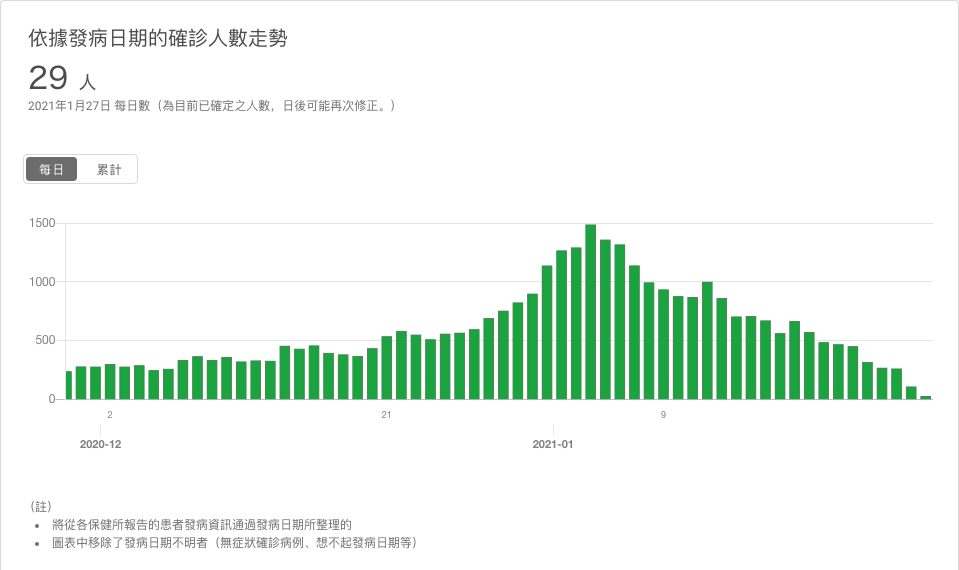 依據發病日期的確診人數走勢
29 人
2021年1月27日 每日數（為目前已確定之人數，日後可能再次修正。）
每日 累計
1500
1000
500
0
2 21 9
2020-12 2021-01
（註）
• 將從各保健所報告的患者發病資訊通過發病日期所整理的
• 圖表中移除了發病日期不明者（無症狀確診病例、想不起發病日期等）